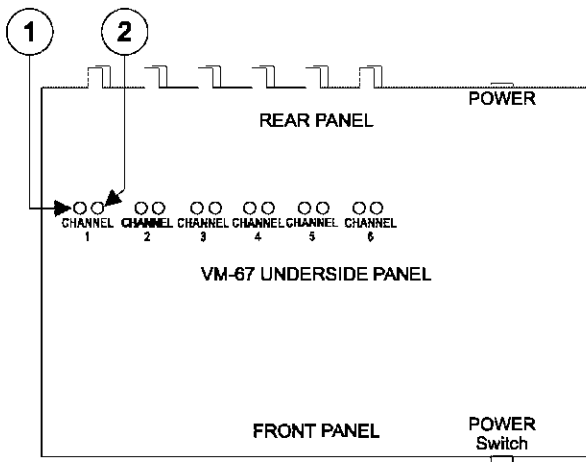 1 2
POWER
REAR PANEL
CHANNEL CHANNEL CHANNEL CHANNEL CHANNEL CHANNEL
1 2 3 4 5 6
VM-67 UNDERSIDE PANEL
FRONT PANEL
POWER
Switch